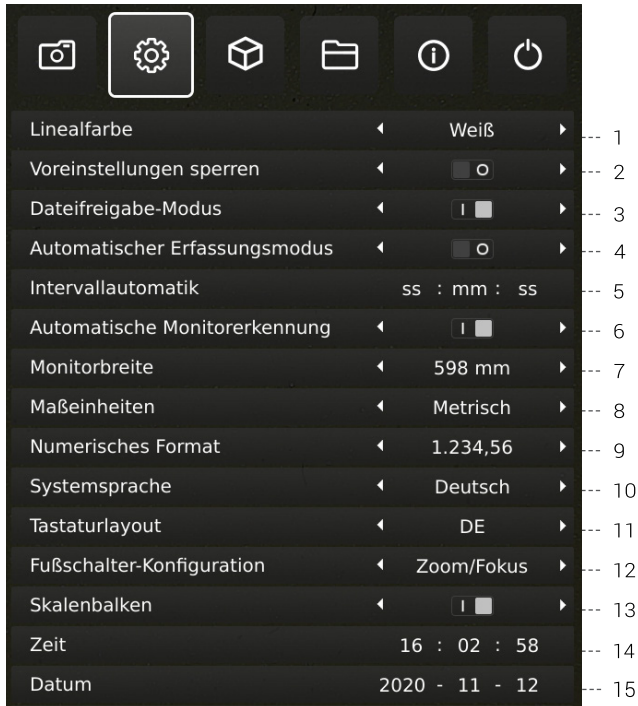 Linealfarbe Weiß 1
Voreinstellungen sperren O 2
Dateifreigabe-Modus I 3
Automatischer Erfassungsmodus O 4
Intervallautomatik ss : mm : ss 5
Automatische Monitorerkennung I 6
Monitorbreite 598 mm 7
Maßeinheiten Metrisch 8
Numerisches Format 1.234,56 9
Systemsprache Deutsch 10
Tastaturlayout DE 11
Fußschalter-Konfiguration Zoom/Fokus 12
Skalenbalken I 13
Zeit 16 : 02 : 58 14
Datum 2020 - 11 - 12 15